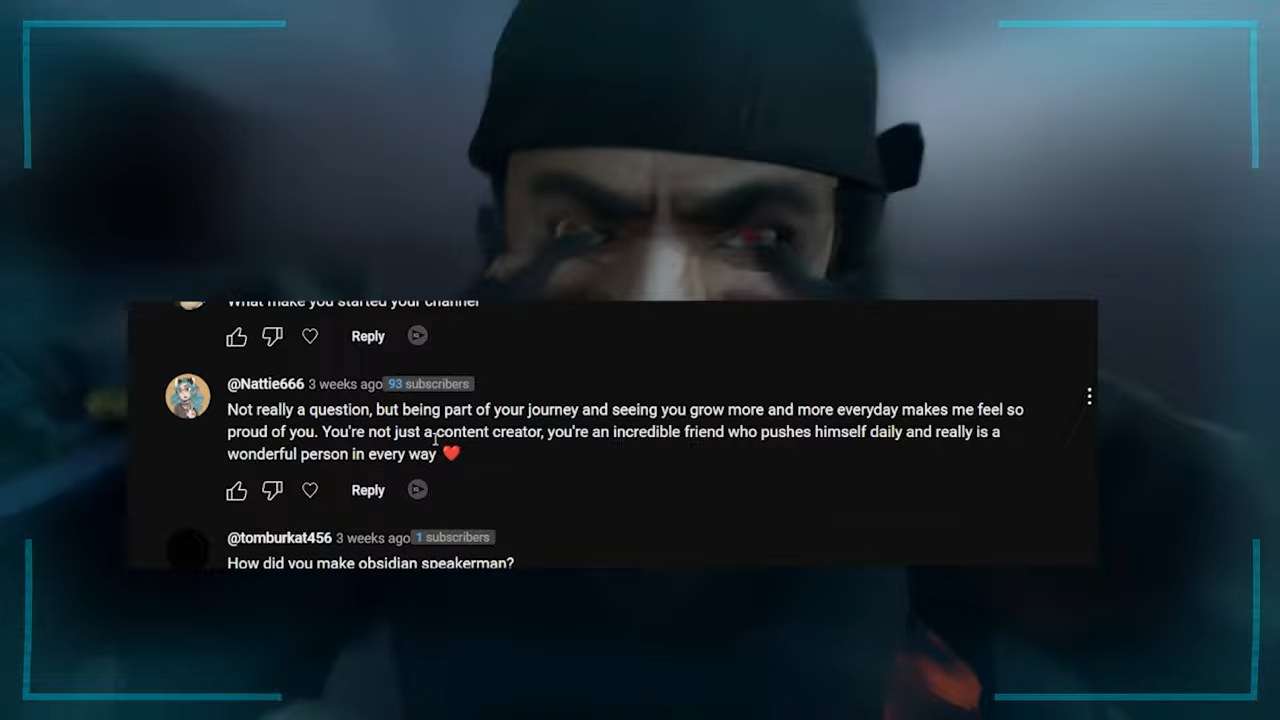 What make you started your channel
Reply
@Nattie666 3 weeks ago 93 subscribers
Not really a question, but being part of your journey and seeing you grow more and more everyday makes me feel so
proud of you. You're not just a content creator, you're an incredible friend who pushes himself daily and really is a
wonderful person in every way ❤️
Reply
@tomburkat456 3 weeks ago 1 subscribers
How did you make obsidian speakerman?